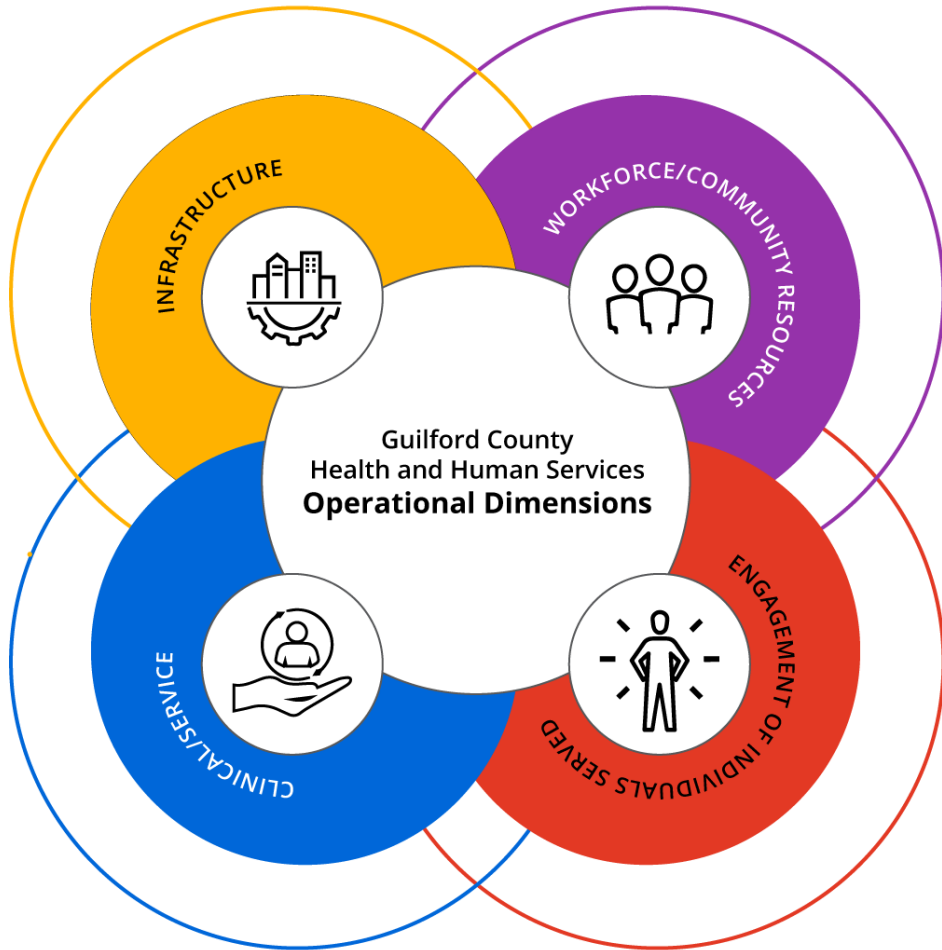 INFRASTRUCTURE
WORKFORCE/COMMUNITY RESOURCES
Guilford County
Health and Human Services
Operational Dimensions
CLINICAL/SERVICE
ENGAGEMENT OF INDIVIDUALS SERVED